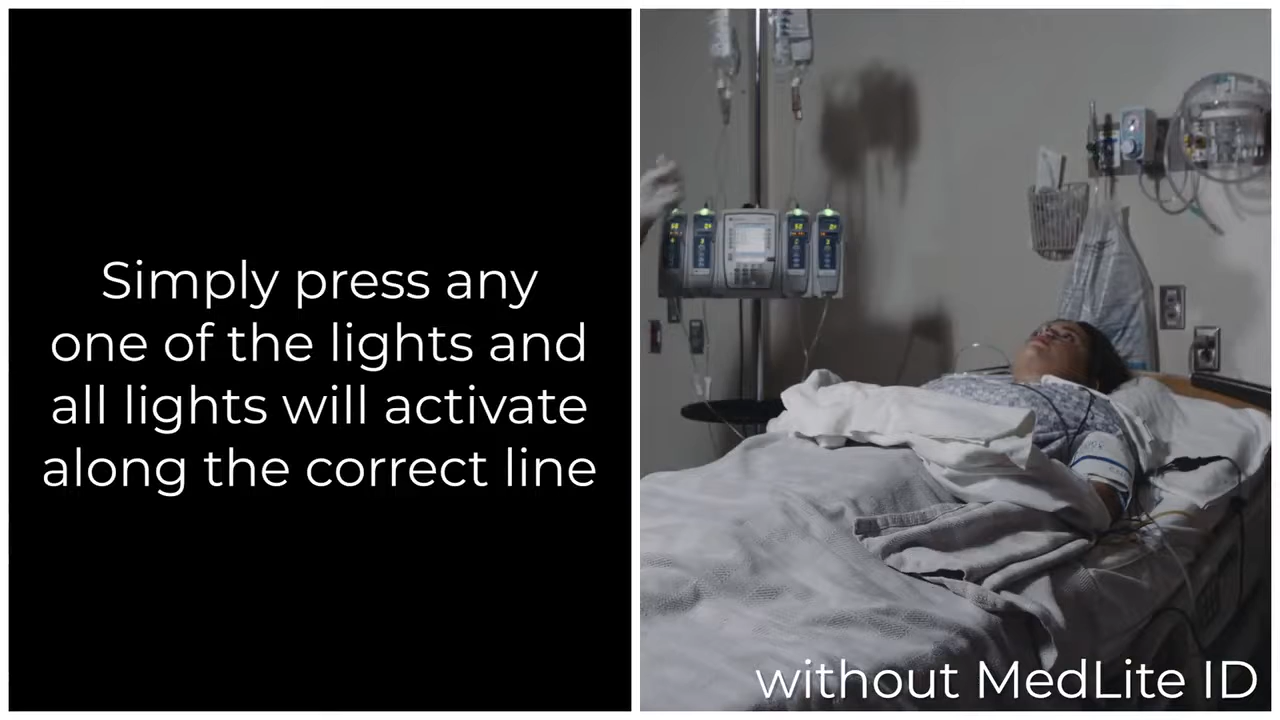 Simply press any
one of the lights and
all lights will activate
along the correct line
without MedLite ID